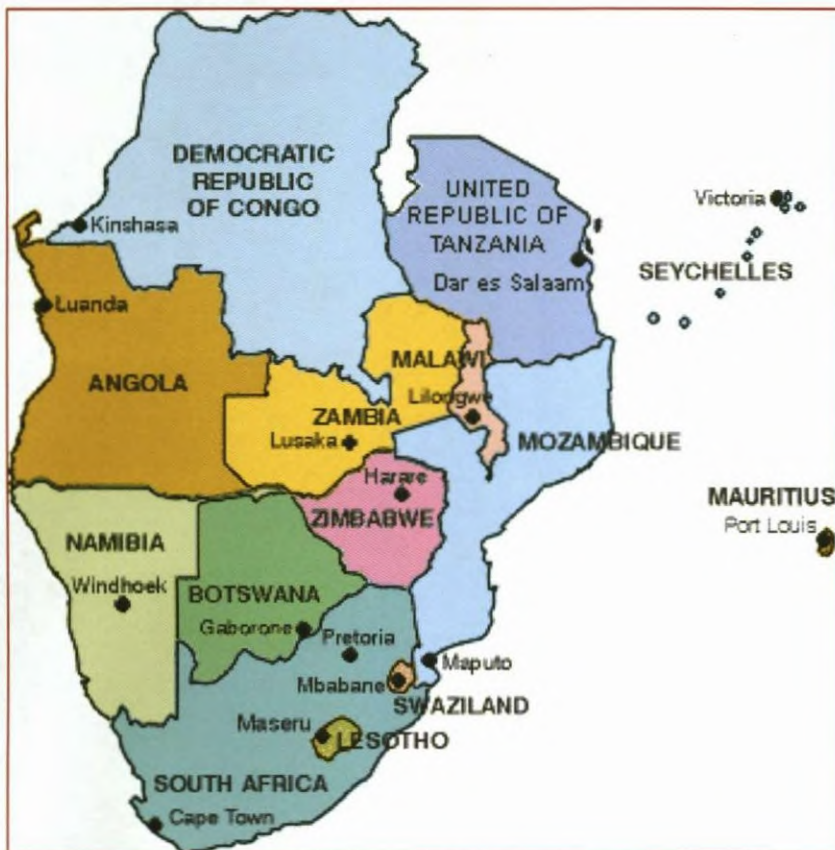 DEMOCRATIC
REPUBLIC
OF CONGO
Kinshasa
UNITED
REPUBLIC OF
TANZANIA
Dar es Salaam
Victoria
SEYCHELLES
Luanda
ANGOLA
MALAWI
Lilongwe
ZAMBIA
Lusaka
MOZAMBIQUE
Harare
ZIMBABWE
MAURITIUS
Port Louis
NAMIBIA
Windhoek
BOTSWANA
Gaborone
Pretoria
Maputo
Mbabane
SWAZILAND
Maseru
LESOTHO
SOUTH AFRICA
Cape Town